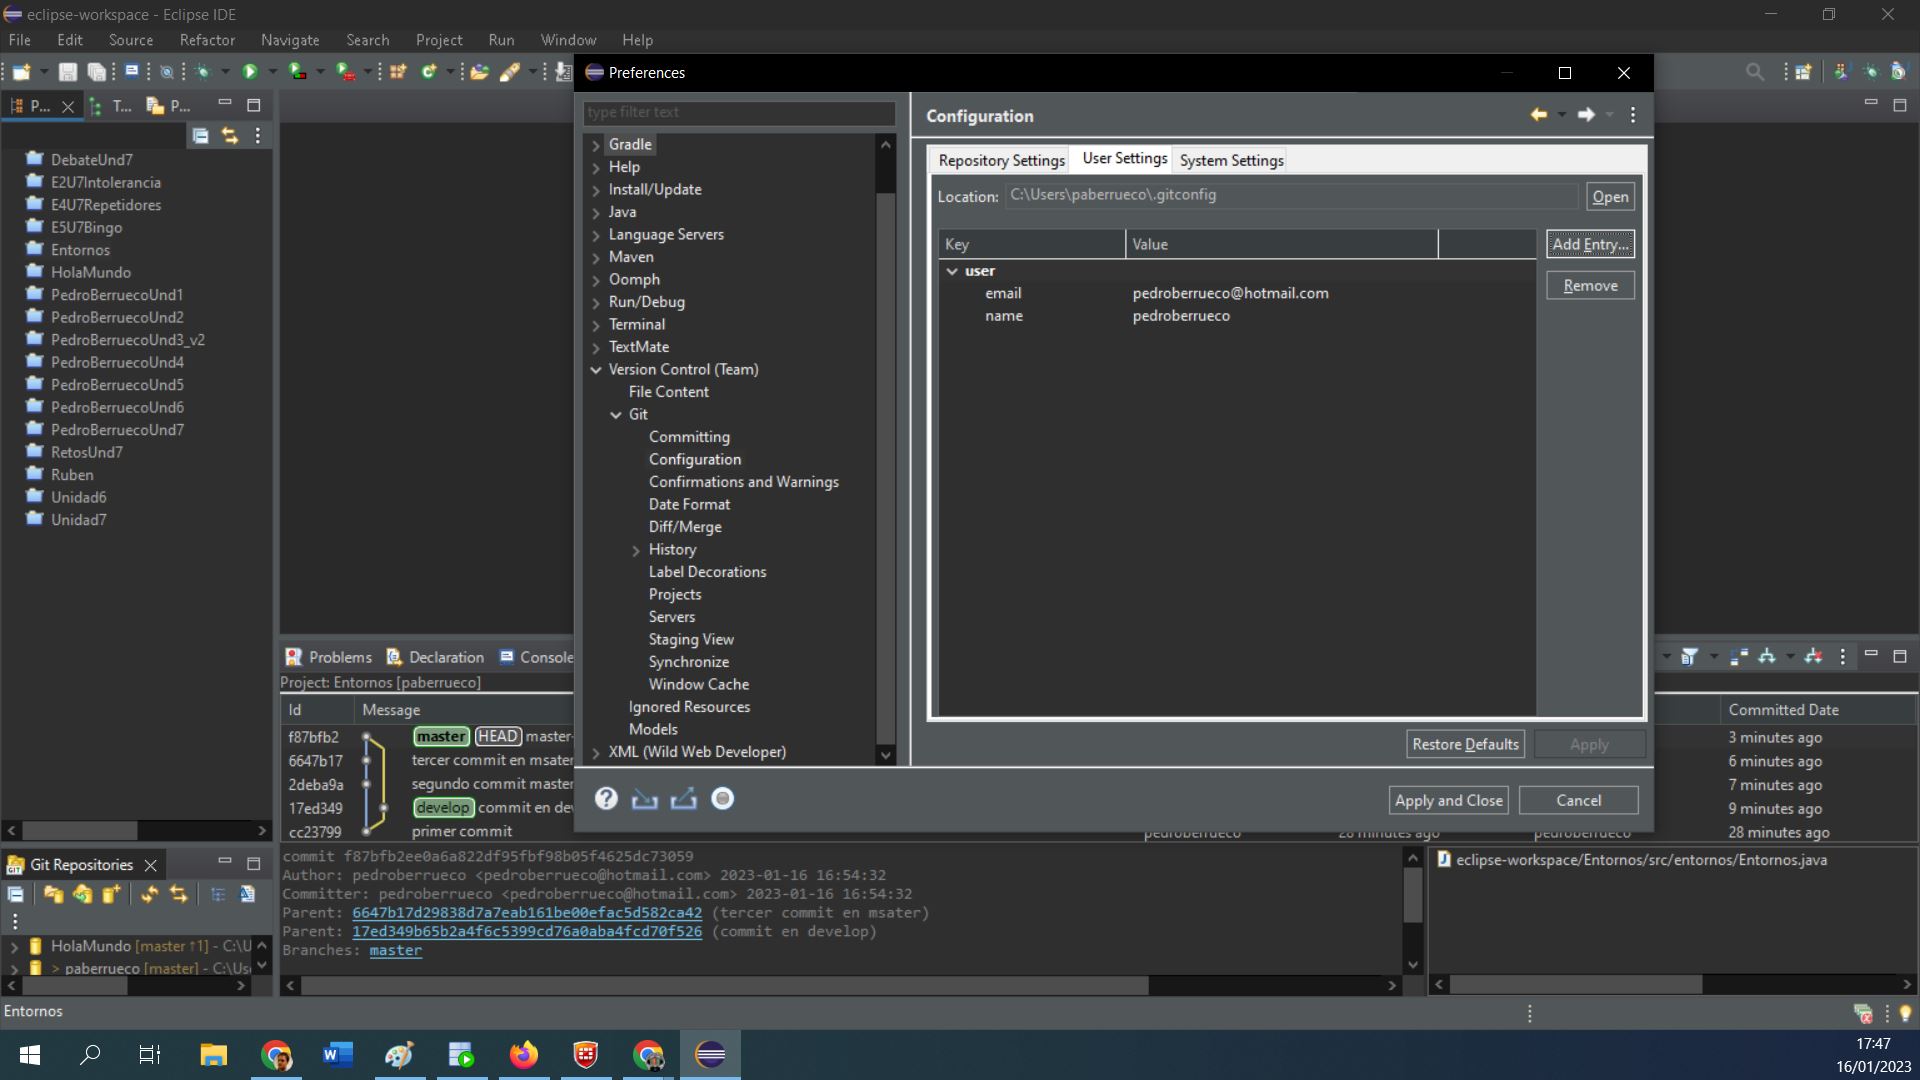 eclipse-workspace - Eclipse IDE
File Edit Source Refactor Navigate Search Project Run Window Help
P... T... P...
DebateUnd7
E2U7Intolerancia
E4U7Repetidores
E5U7Bingo
Entornos
HolaMundo
PedroBerruecoUnd1
PedroBerruecoUnd2
PedroBerruecoUnd3_v2
PedroBerruecoUnd4
PedroBerruecoUnd5
PedroBerruecoUnd6
PedroBerruecoUnd7
RetosUnd7
Ruben
Unidad6
Unidad7
Preferences
type filter text
Gradle
Help
Install/Update
Java
Language Servers
Maven
Oomph
Run/Debug
Terminal
TextMate
Version Control (Team)
File Content
Git
Committing
Configuration
Confirmations and Warnings
Date Format
Diff/Merge
History
Label Decorations
Projects
Servers
Staging View
Synchronize
Window Cache
Ignored Resources
Models
XML (Wild Web Developer)
Configuration
Repository Settings User Settings System Settings
Location: C:\Users\paberrueco\.gitconfig Open
Key Value Add Entry...
user
Remove
email pedroberrueco@hotmail.com
name pedroberrueco
Restore Defaults Apply
Apply and Close Cancel
Problems Declaration Console
Project: Entornos [paberrueco]
Id Message Committed Date
f87bfb2 master HEAD master- 3 minutes ago
6647b17 tercer commit en msater 6 minutes ago
2deba9a segundo commit master 7 minutes ago
17ed349 develop commit en dev 9 minutes ago
cc23799 primer commit pedroberrueco 28 minutes ago pedroberrueco 28 minutes ago
commit f87bfb2ee0a6a822df95fbf98b05f4625dc73059
Author: pedroberrueco <pedroberrueco@hotmail.com> 2023-01-16 16:54:32
Committer: pedroberrueco <pedroberrueco@hotmail.com> 2023-01-16 16:54:32
Parent: 6647b17d29838d7a7eab161be00efac5d582ca42 (tercer commit en msater)
Parent: 17ed349b65b2a4f6c5399cd76a0aba4fcd70f526 (commit en develop)
Branches: master
eclipse-workspace/Entornos/src/entornos/Entornos.java
Git Repositories
HolaMundo [master ↑1] - C:\U
> paberrueco [master] - C:\Use
Entornos
17:47
16/01/2023